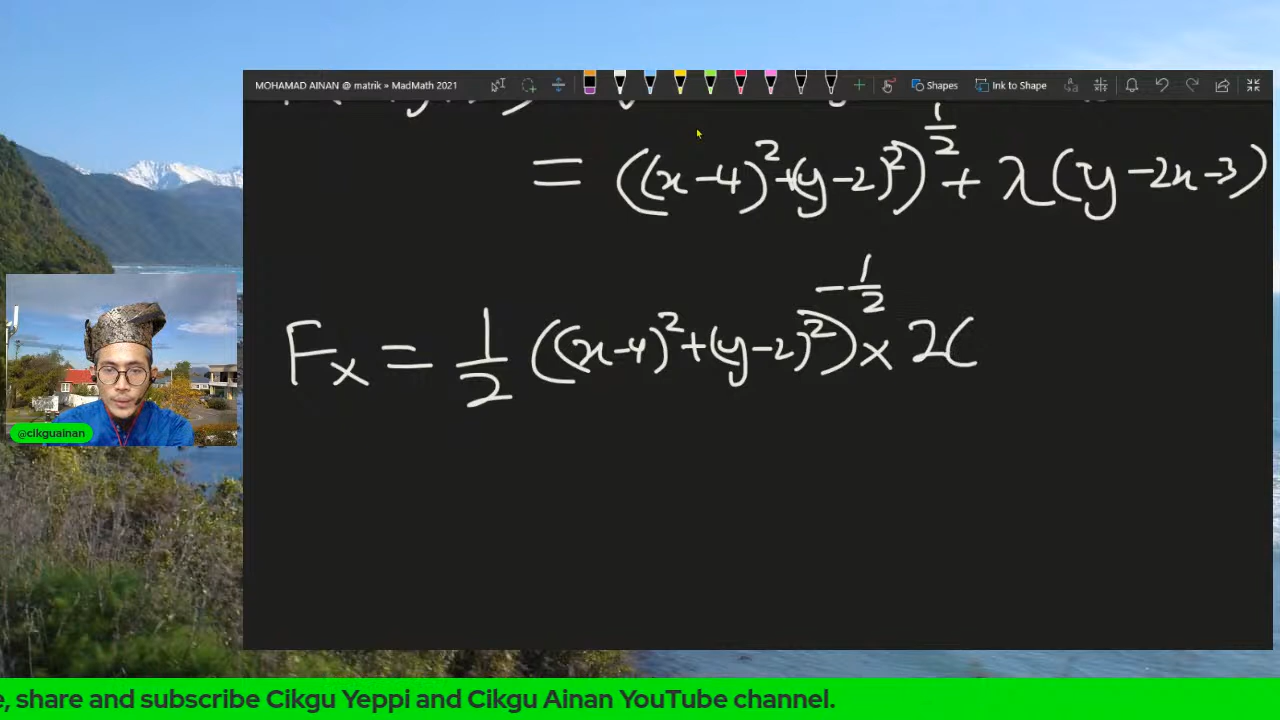 MOHAMAD AINAN @ matrik » MadMath 2021
Shapes
Ink to Shape
= ((x-4)²+(y-2)²)^{1/2} + λ(y-2x-3)
Fx = 1/2 ((x-4)²+(y-2)²)^{-1/2} × 2(
@cikguainan
e, share and subscribe Cikgu Yeppi and Cikgu Ainan YouTube channel.